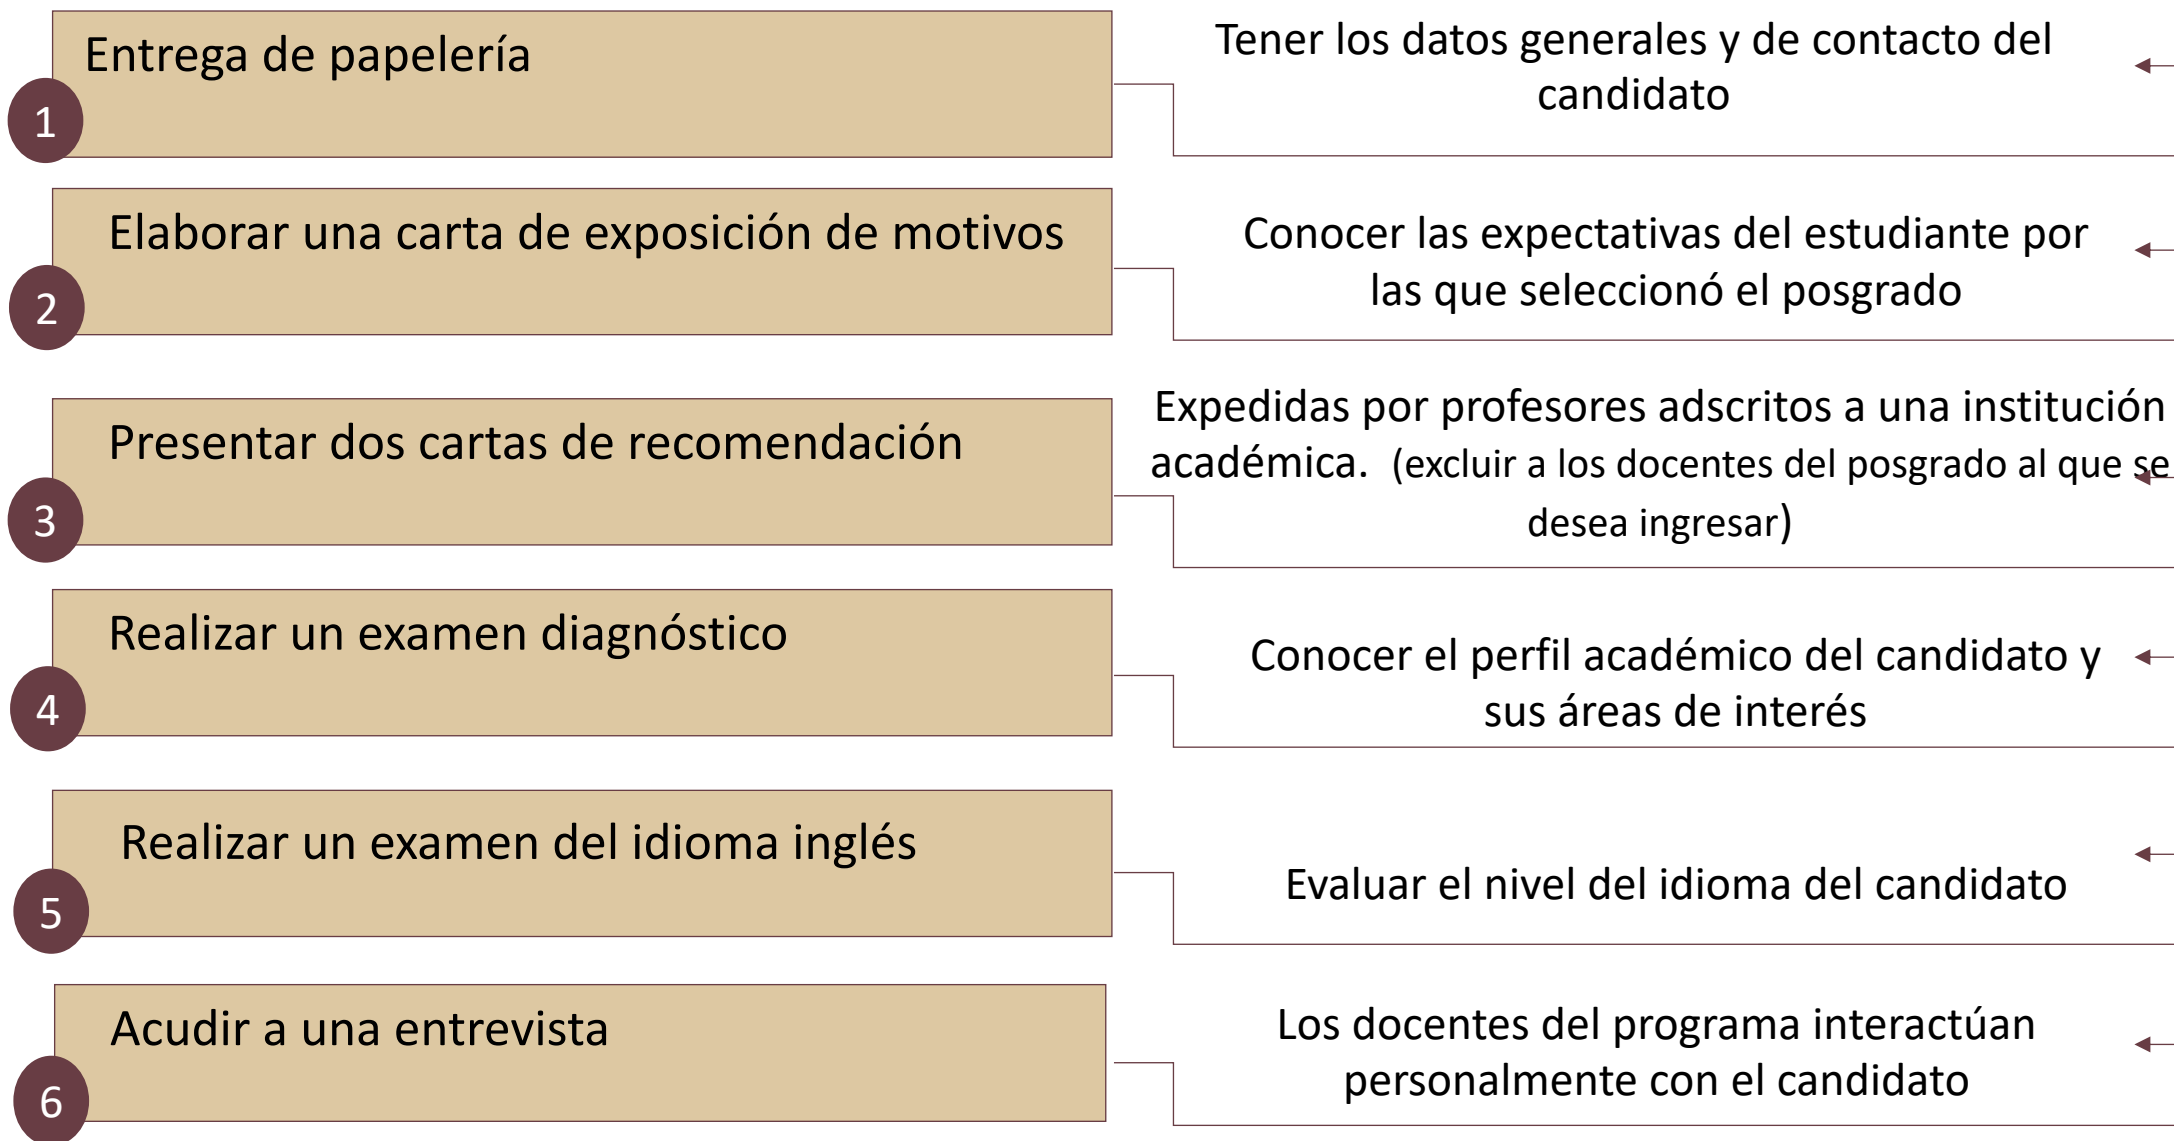 Entrega de papelería
1
Tener los datos generales y de contacto del
candidato
Elaborar una carta de exposición de motivos
2
Conocer las expectativas del estudiante por
las que seleccionó el posgrado
Presentar dos cartas de recomendación
3
Expedidas por profesores adscritos a una institución
académica. (excluir a los docentes del posgrado al que se
desea ingresar)
Realizar un examen diagnóstico
4
Conocer el perfil académico del candidato y
sus áreas de interés
Realizar un examen del idioma inglés
5
Evaluar el nivel del idioma del candidato
Acudir a una entrevista
6
Los docentes del programa interactúan
personalmente con el candidato